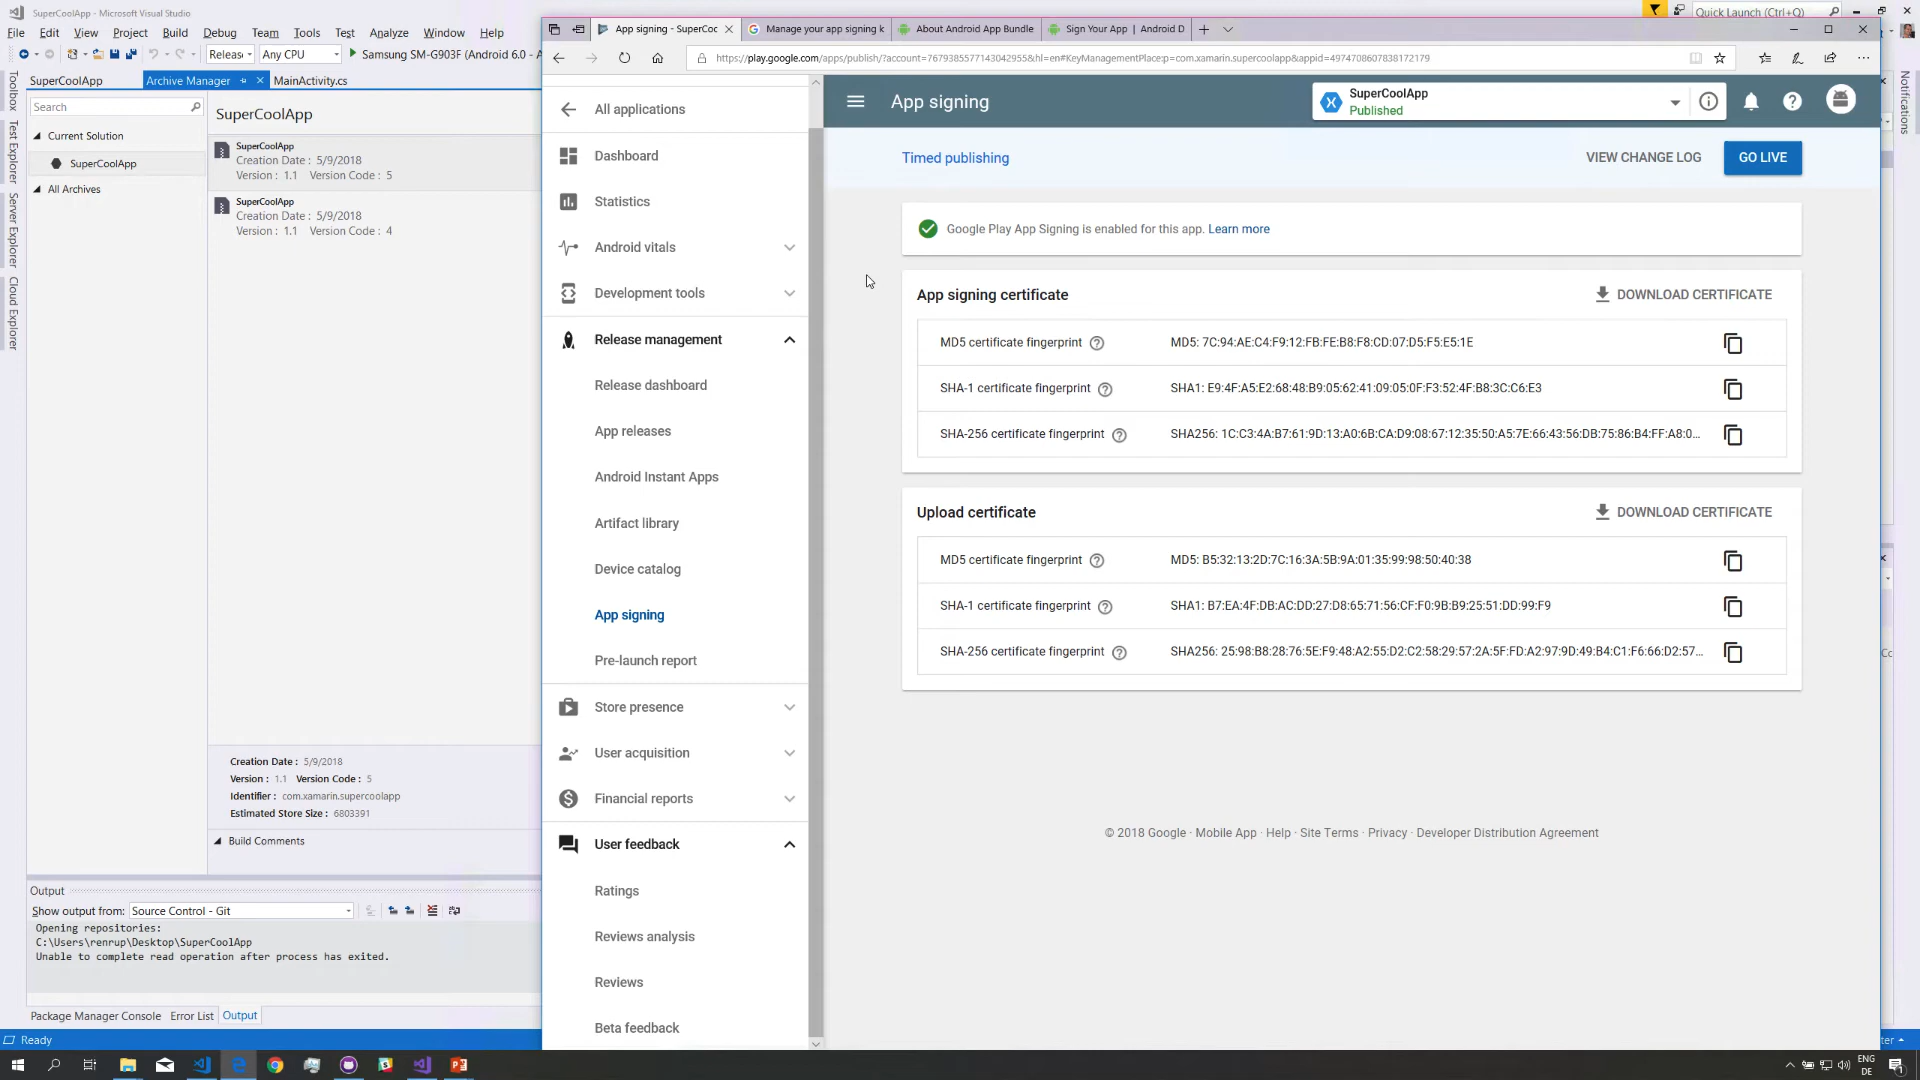 SuperCoolApp - Microsoft Visual Studio
Quick Launch (Ctrl+Q)
File Edit View Project Build Debug Team Tools Test Analyze Window Help
Releas Any CPU Samsung SM-G903F (Android 6.0 - A
SuperCoolApp Archive Manager MainActivity.cs
Toolbox
Test Explorer
Server Explorer
Cloud Explorer
Search
Current Solution
SuperCoolApp
All Archives
SuperCoolApp
SuperCoolApp
Creation Date : 5/9/2018
Version : 1.1 Version Code : 5
SuperCoolApp
Creation Date : 5/9/2018
Version : 1.1 Version Code : 4
Creation Date : 5/9/2018
Version : 1.1 Version Code : 5
Identifier : com.xamarin.supercoolapp
Estimated Store Size : 6803391
Build Comments
Output
Show output from: Source Control - Git
Opening repositories:
C:\Users\renrup\Desktop\SuperCoolApp
Unable to complete read operation after process has exited.
Package Manager Console Error List Output
Ready
App signing - SuperCoo Manage your app signing k About Android App Bundle Sign Your App | Android D
https://play.google.com/apps/publish/?account=7679385577143042955&hl=en#KeyManagementPlace:p=com.xamarin.supercoolapp&appid=4974708607838172179
All applications
Dashboard
Statistics
Android vitals
Development tools
Release management
Release dashboard
App releases
Android Instant Apps
Artifact library
Device catalog
App signing
Pre-launch report
Store presence
User acquisition
Financial reports
User feedback
Ratings
Reviews analysis
Reviews
Beta feedback
App signing
SuperCoolApp
Published
Timed publishing VIEW CHANGE LOG GO LIVE
Google Play App Signing is enabled for this app. Learn more
App signing certificate DOWNLOAD CERTIFICATE
MD5 certificate fingerprint MD5: 7C:94:AE:C4:F9:12:FB:FE:B8:F8:CD:07:D5:F5:E5:1E
SHA-1 certificate fingerprint SHA1: E9:4F:A5:E2:68:48:B9:05:62:41:09:05:0F:F3:52:4F:B8:3C:C6:E3
SHA-256 certificate fingerprint SHA256: 1C:C3:4A:B7:61:9D:13:A0:6B:CA:D9:08:67:12:35:50:A5:7E:66:43:56:DB:75:86:B4:FF:A8:0...
Upload certificate DOWNLOAD CERTIFICATE
MD5 certificate fingerprint MD5: B5:32:13:2D:7C:16:3A:5B:9A:01:35:99:98:50:40:38
SHA-1 certificate fingerprint SHA1: B7:EA:4F:DB:AC:DD:27:D8:65:71:56:CF:F0:9B:B9:25:51:DD:99:F9
SHA-256 certificate fingerprint SHA256: 25:98:B8:28:76:5E:F9:48:A2:55:D2:C2:58:29:57:2A:5F:FD:A2:97:9D:49:B4:C1:F6:66:D2:57...
© 2018 Google · Mobile App · Help · Site Terms · Privacy · Developer Distribution Agreement
Notifications
ENG
DE